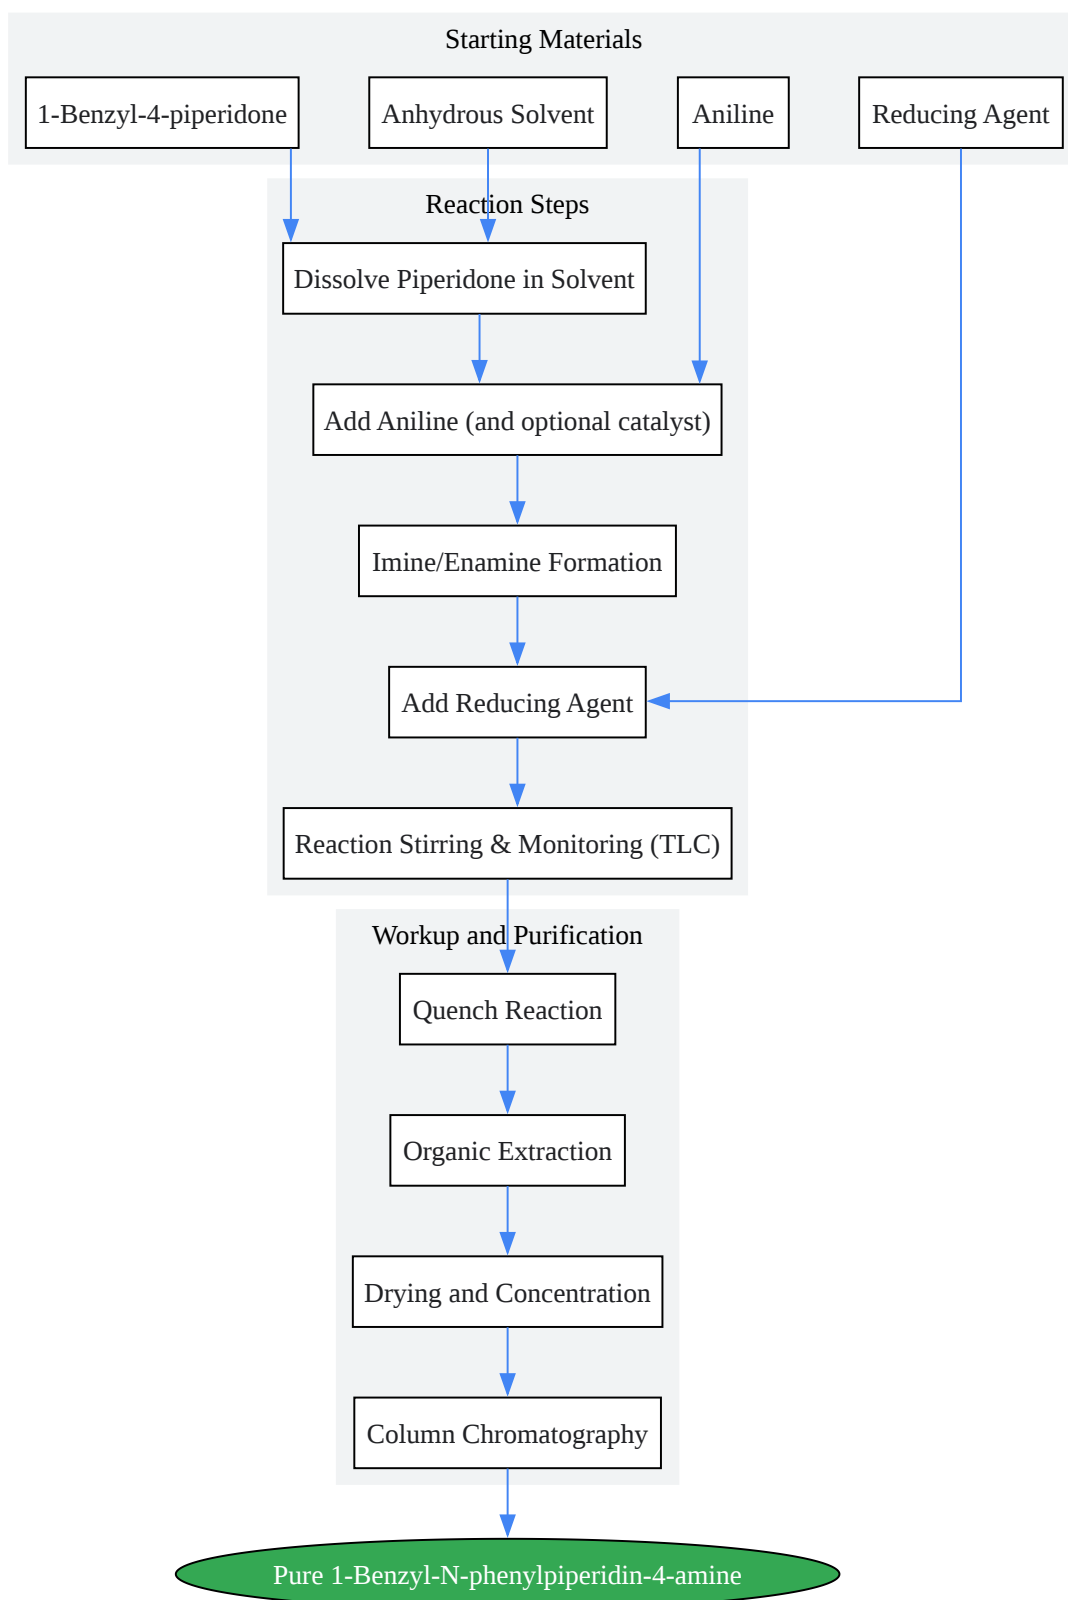 Starting Materials
1-Benzyl-4-piperidone
Anhydrous Solvent
Aniline
Reducing Agent
Reaction Steps
Dissolve Piperidone in Solvent
Add Aniline (and optional catalyst)
Imine/Enamine Formation
Add Reducing Agent
Reaction Stirring & Monitoring (TLC)
Workup and Purification
Quench Reaction
Organic Extraction
Drying and Concentration
Column Chromatography
Pure 1-Benzyl-N-phenylpiperidin-4-amine